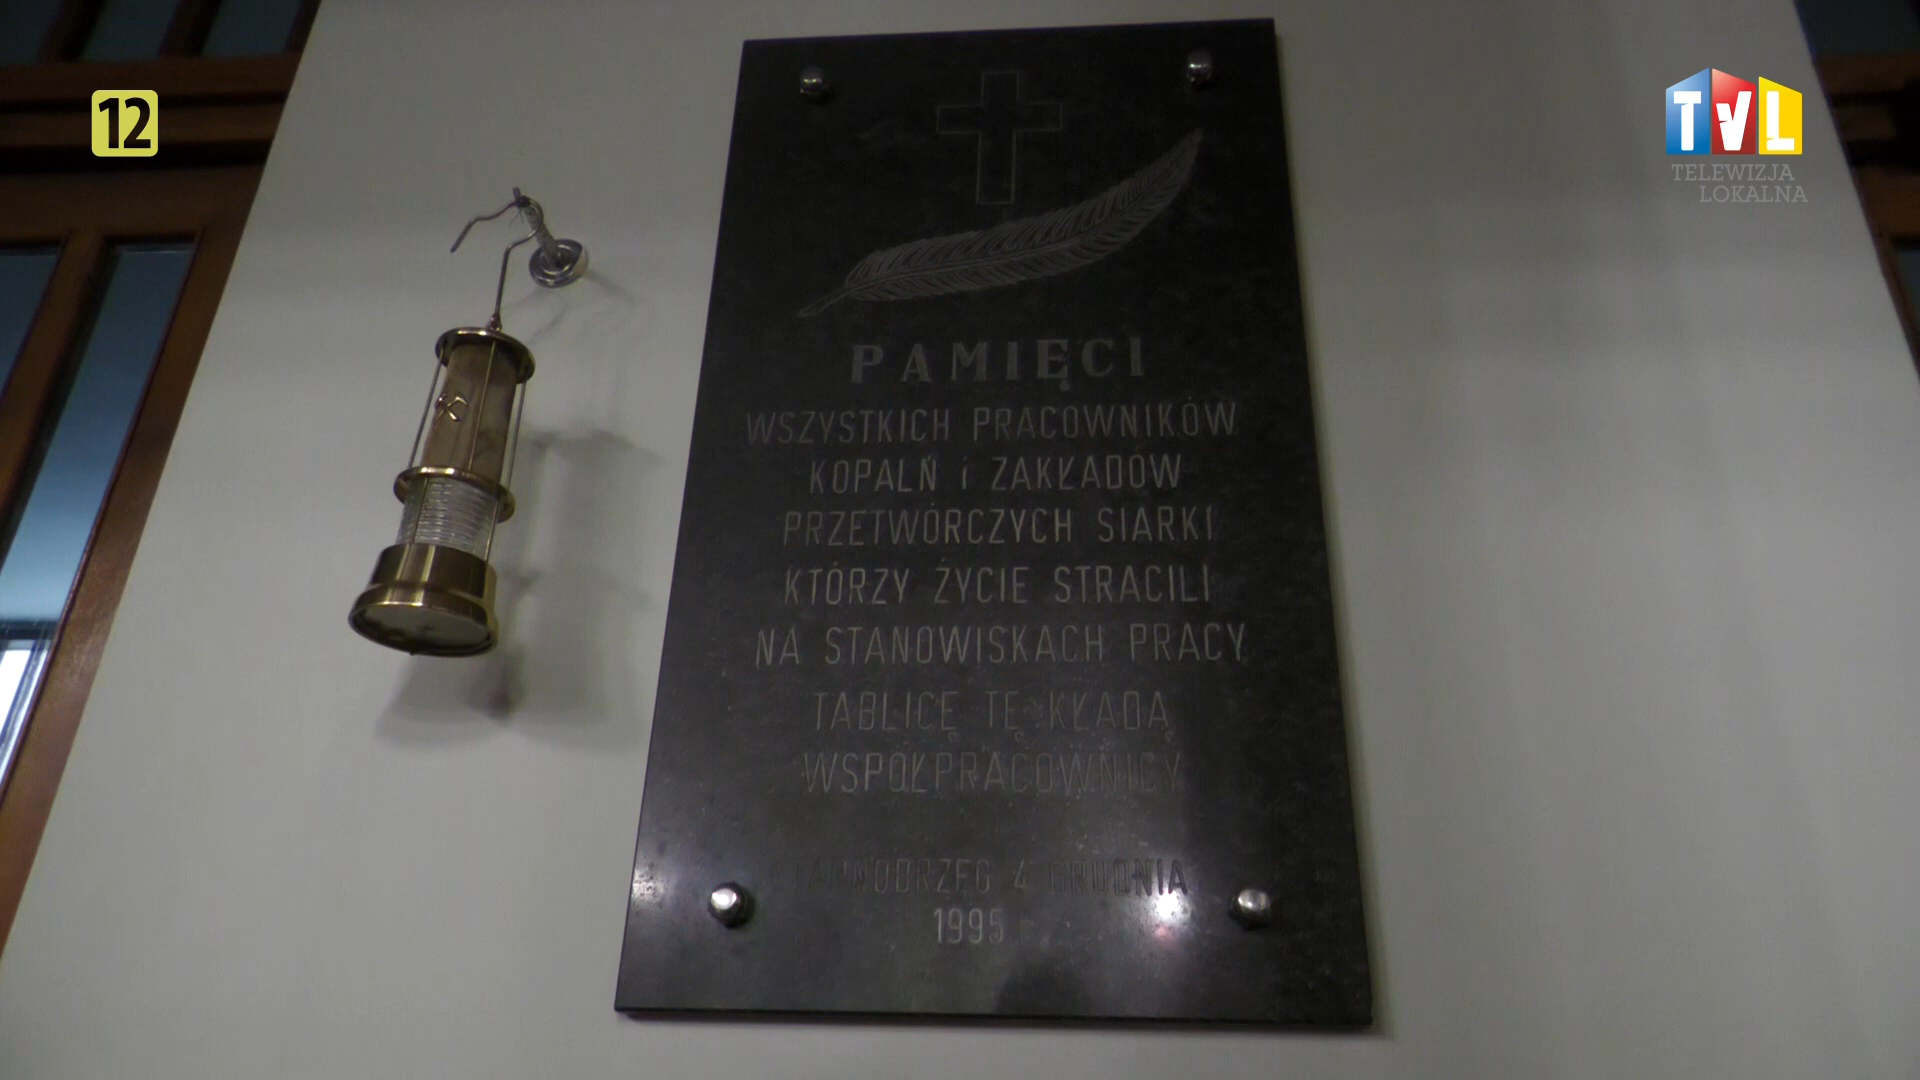 12
TVL
TELEWIZJA
LOKALNA
PAMIĘCI
WSZYSTKICH PRACOWNIKÓW
KOPALŃ i ZAKŁADÓW
PRZETWÓRCZYCH SIARKI
KTÓRZY ŻYCIE STRACILI
NA STANOWISKACH PRACY
TABLICĘ TĘ KŁADĄ
WSPÓŁPRACOWNICY
TARNOBRZEG 4 GRUDNIA
1995 r.